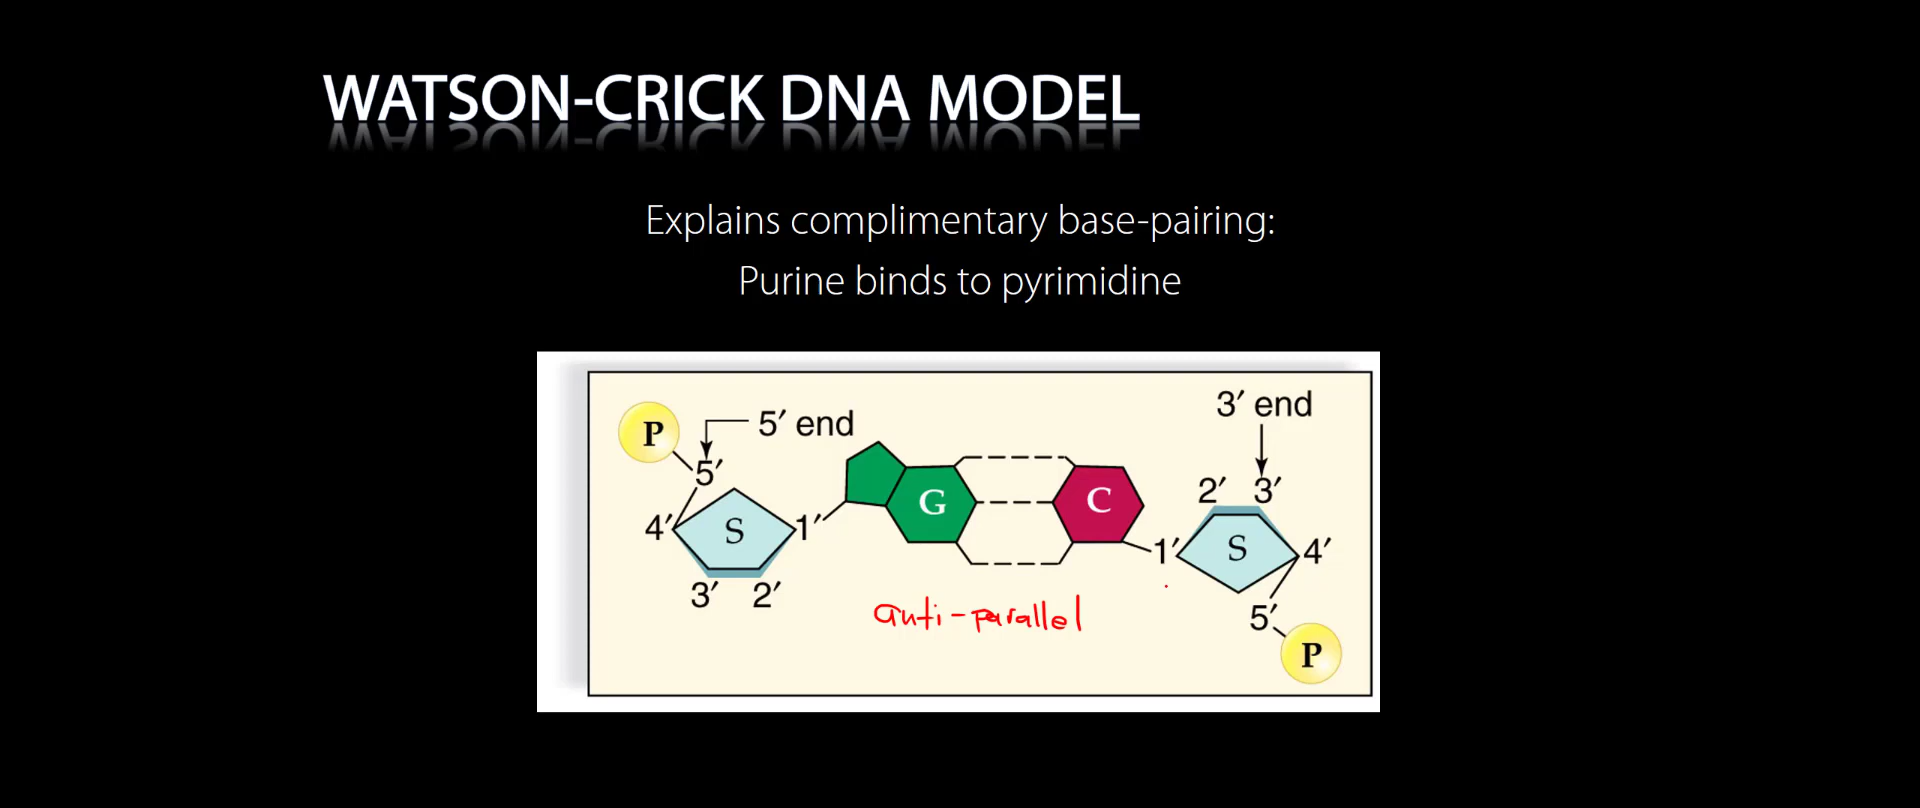 WATSON-CRICK DNA MODEL
Explains complimentary base-pairing:
Purine binds to pyrimidine
3′ end
P
5′ end
5′
2′ 3′
G
C
4′
S
1′
1′
S
4′
3′ 2′
anti-parallel
5′
P